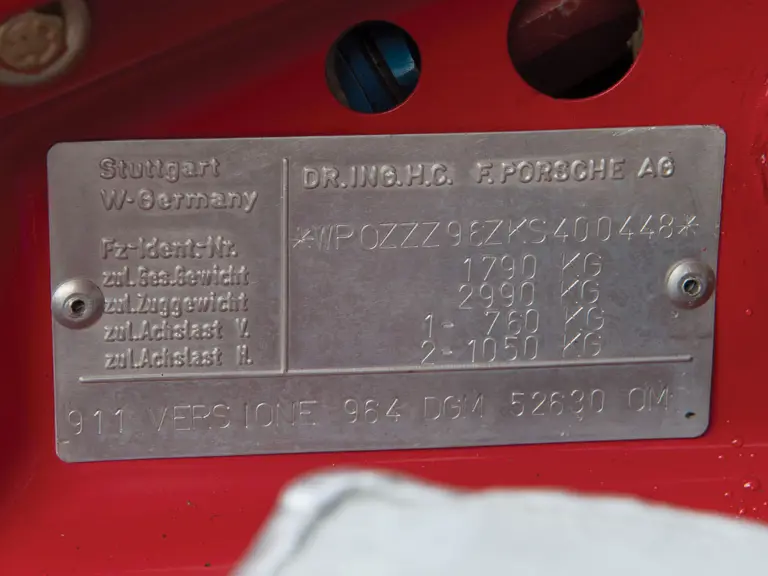 Stuttgart
W-Germany
DR.ING.H.C. F.PORSCHE AG
Fz-Ident.-Nr. *WP0ZZZ96ZKS400448*
zul.Ges.Gewicht 1790 KG
zul.Zuggewicht 2990 KG
zul.Achslast V. 1- 760 KG
zul.Achslast H. 2-1050 KG
911 VERSIONE 964 DGM 52630 OM